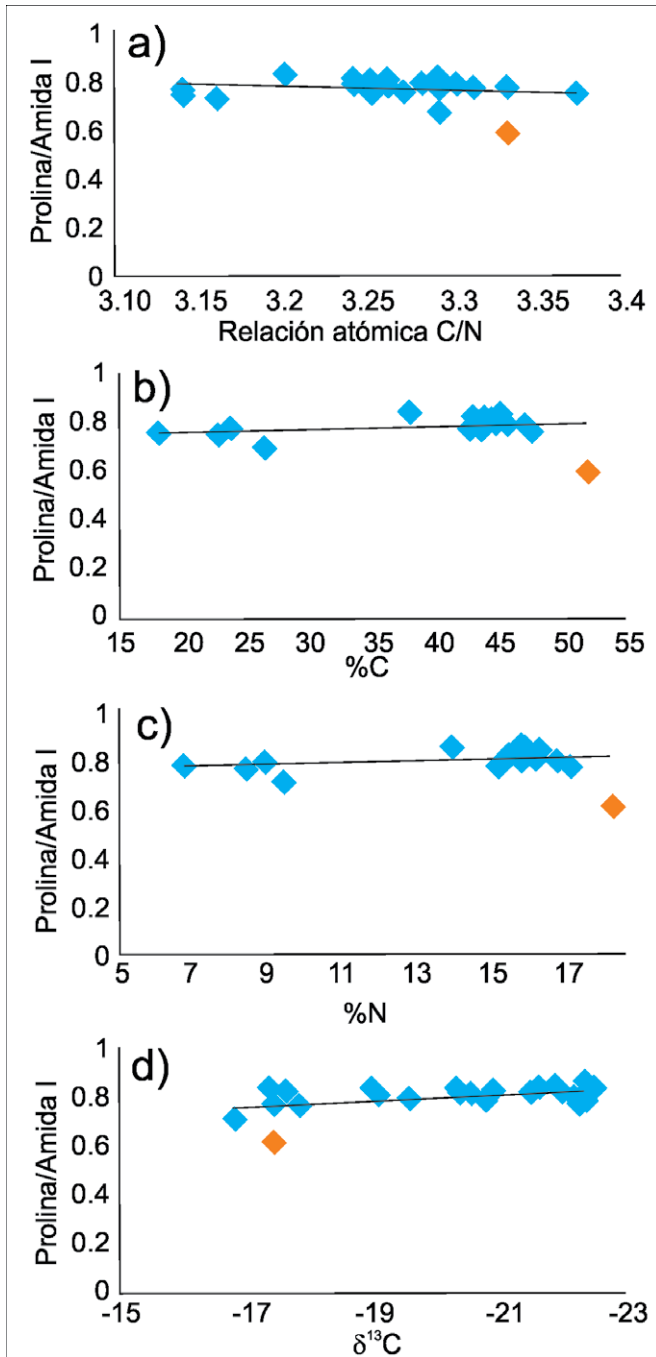 a)
Prolina/Amida I
1
0.8
0.6
0.4
0.2
0
3.10 3.15 3.2 3.25 3.3 3.35 3.4
Relación atómica C/N
b)
Prolina/Amida I
1
0.8
0.6
0.4
0.2
0
15 20 25 30 35 40 45 50 55
%C
c)
Prolina/Amida I
1
0.8
0.6
0.4
0.2
0
5 7 9 11 13 15 17
%N
d)
Prolina/Amida I
1
0.8
0.6
0.4
0.2
0
-15 -17 -19 -21 -23
δ¹³C